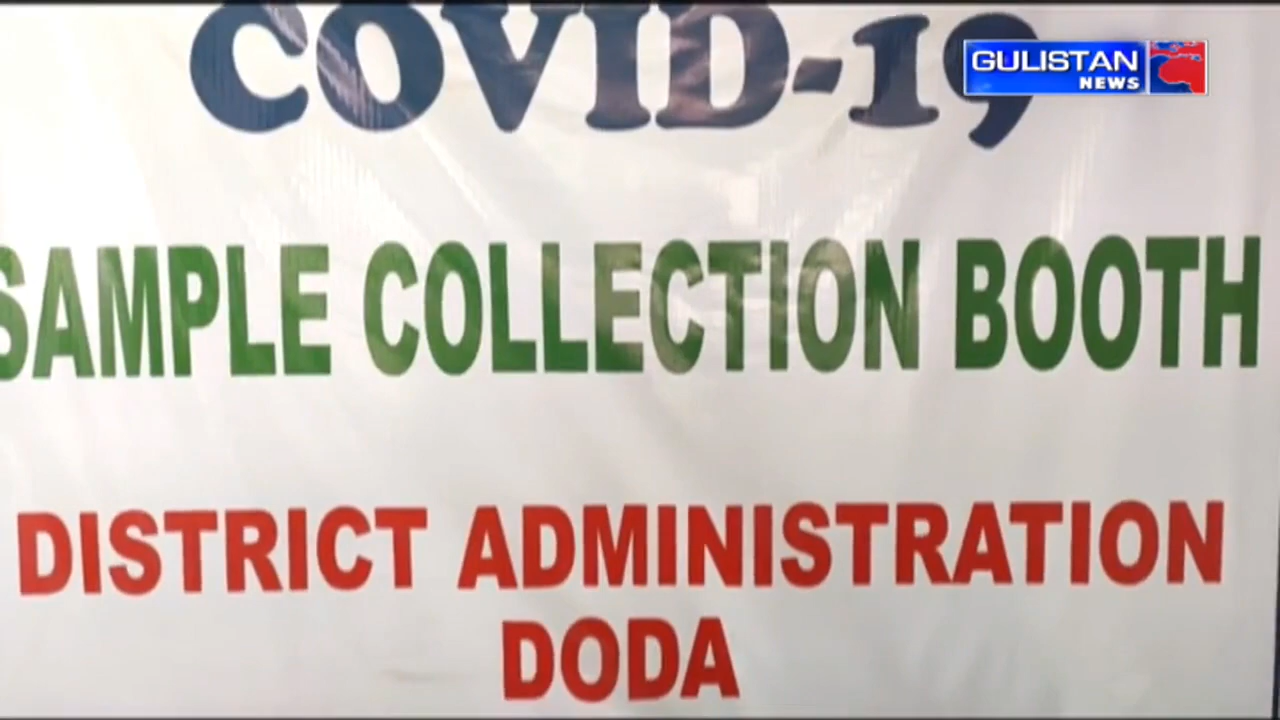 COVID-19
GULISTAN
NEWS
SAMPLE COLLECTION BOOTH
DISTRICT ADMINISTRATION
DODA